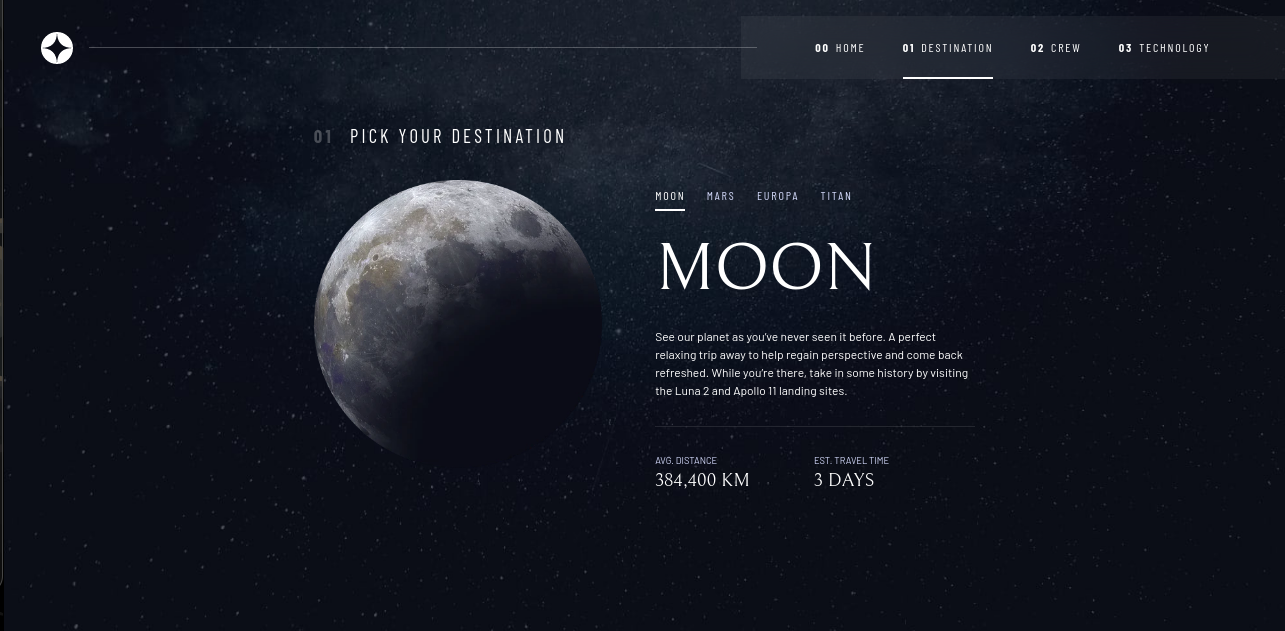 00 HOME 01 DESTINATION 02 CREW 03 TECHNOLOGY
01 PICK YOUR DESTINATION
MOON MARS EUROPA TITAN
MOON
See our planet as you've never seen it before. A perfect
relaxing trip away to help regain perspective and come back
refreshed. While you're there, take in some history by visiting
the Luna 2 and Apollo 11 landing sites.
AVG. DISTANCE EST. TRAVEL TIME
384,400 KM 3 DAYS